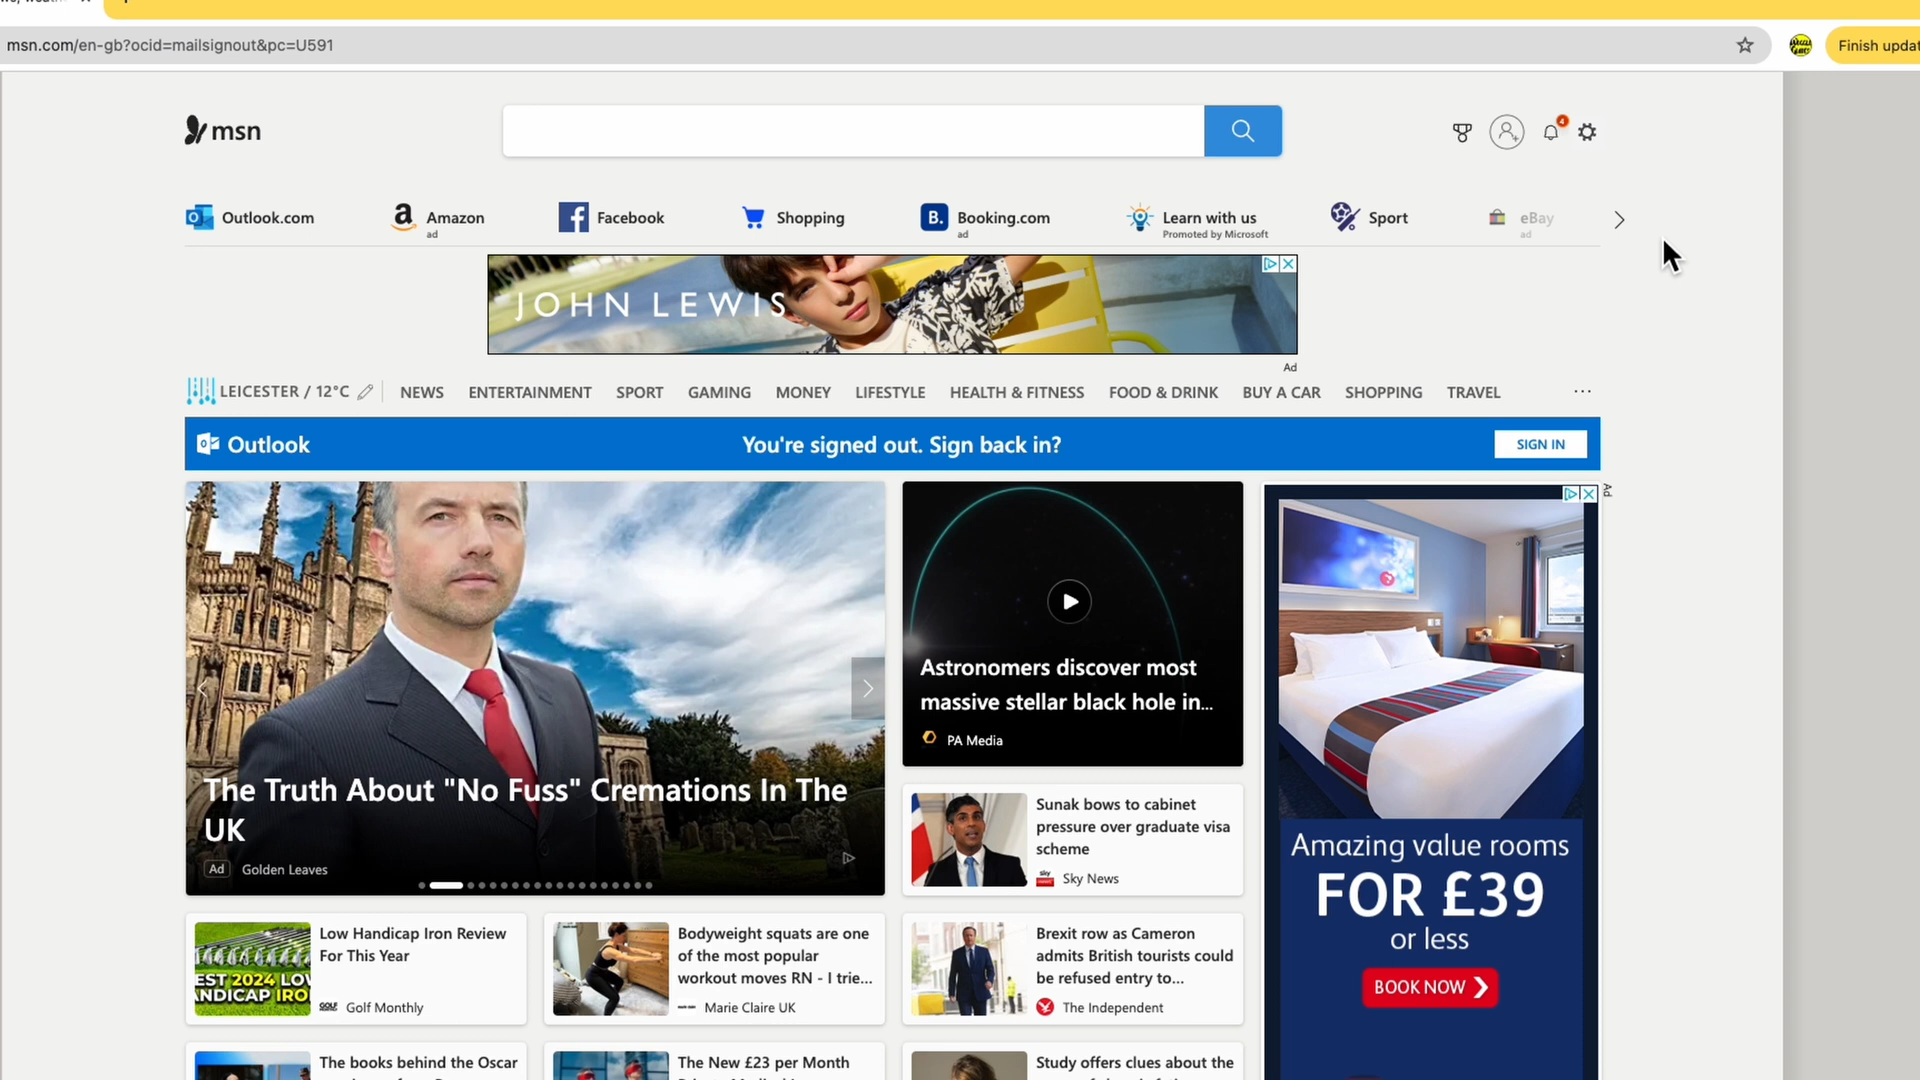 msn.com/en-gb?ocid=mailsignout&pc=U591
Finish updat
msn
4
Outlook.com
Amazon
ad
Facebook
Shopping
B.
Booking.com
ad
Learn with us
Promoted by Microsoft
Sport
eBay
ad
JOHN LEWIS
Ad
LEICESTER / 12°C
NEWS
ENTERTAINMENT
SPORT
GAMING
MONEY
LIFESTYLE
HEALTH & FITNESS
FOOD & DRINK
BUY A CAR
SHOPPING
TRAVEL
...
Outlook
You're signed out. Sign back in?
SIGN IN
The Truth About "No Fuss" Cremations In The
UK
Ad
Golden Leaves
Astronomers discover most
massive stellar black hole in...
PA Media
Sunak bows to cabinet
pressure over graduate visa
scheme
Sky News
Ad
Amazing value rooms
FOR £39
or less
BOOK NOW
EST 2024 LOW
ANDICAP IRO
Low Handicap Iron Review
For This Year
Golf Monthly
Bodyweight squats are one
of the most popular
workout moves RN - I trie...
Marie Claire UK
Brexit row as Cameron
admits British tourists could
be refused entry to...
The Independent
The books behind the Oscar
The New £23 per Month
Study offers clues about the